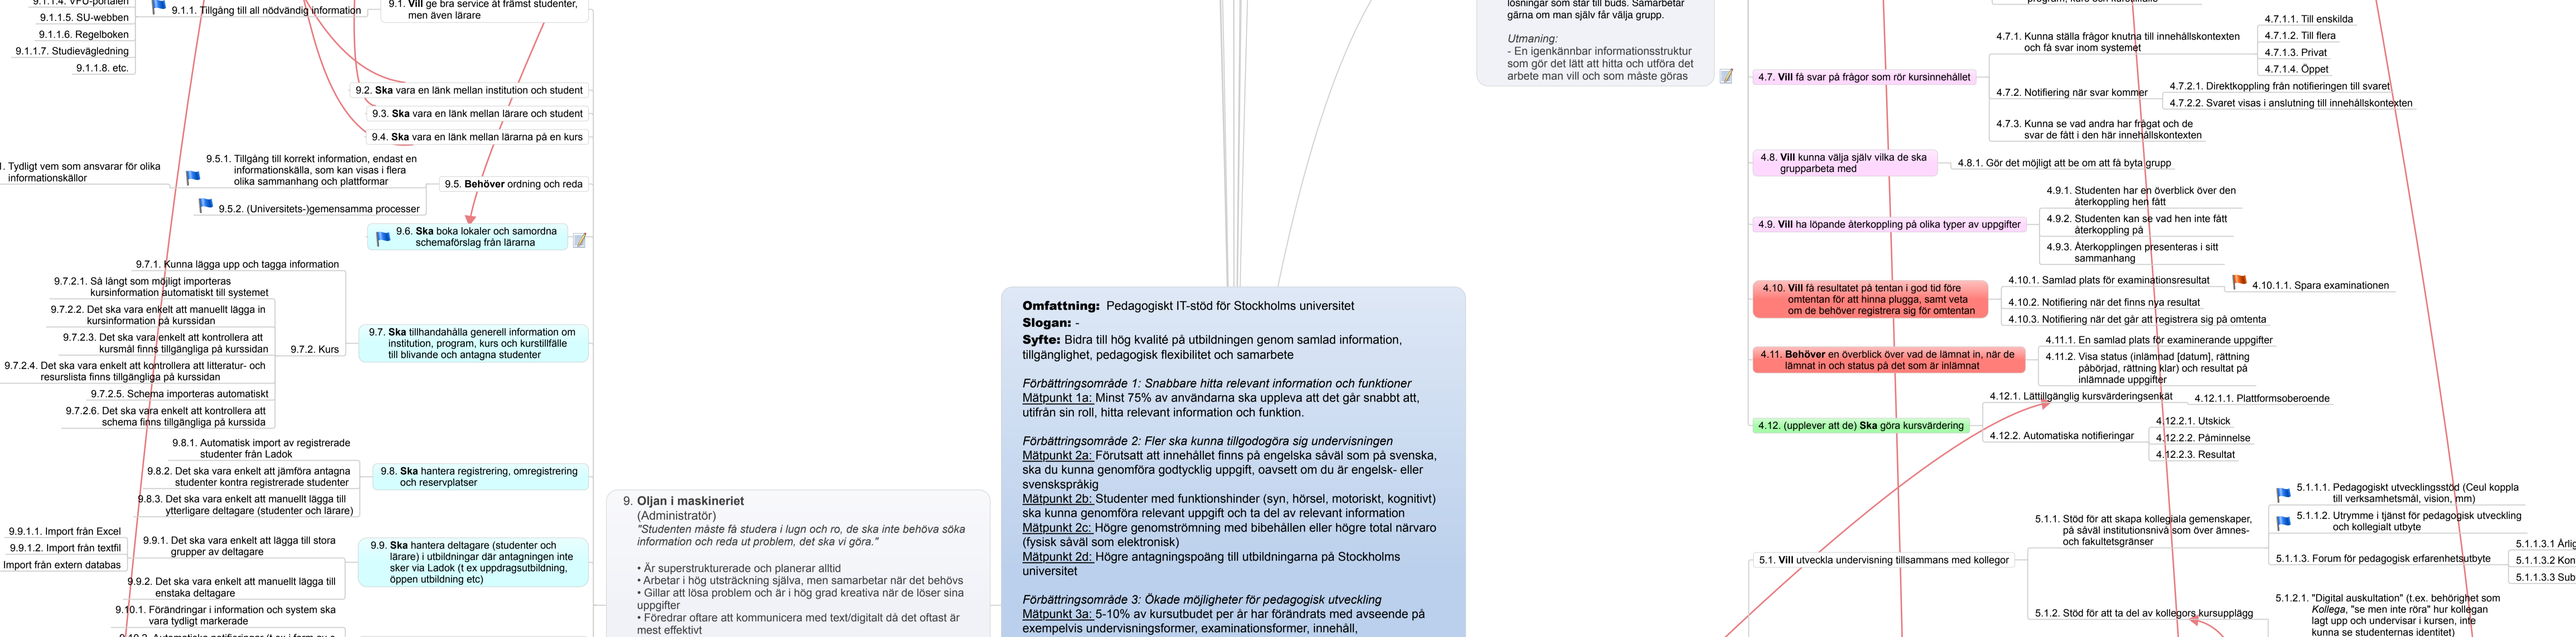 9.1.1.4. VFU-portalen
9.1.1.5. SU-webben
9.1.1.6. Regelboken
9.1.1.7. Studievägledning
9.1.1.8. etc.
9.1.1. Tillgång till all nödvändig information
9.1. Vill ge bra service åt främst studenter,
men även lärare
9.2. Ska vara en länk mellan institution och student
9.3. Ska vara en länk mellan lärare och student
9.4. Ska vara en länk mellan lärarna på en kurs
1. Tydligt vem som ansvarar för olika
informationskällor
9.5.1. Tillgång till korrekt information, endast en
informationskälla, som kan visas i flera
olika sammanhang och plattformar
9.5.2. (Universitets-)gemensamma processer
9.5. Behöver ordning och reda
9.6. Ska boka lokaler och samordna
schemaförslag från lärarna
9.7.1. Kunna lägga upp och tagga information
9.7.2.1. Så långt som möjligt importeras
kursinformation automatiskt till systemet
9.7.2.2. Det ska vara enkelt att manuellt lägga in
kursinformation på kurssidan
9.7.2.3. Det ska vara enkelt att kontrollera att
kursmål finns tillgängliga på kurssidan
9.7.2.4. Det ska vara enkelt att kontrollera att litteratur- och
resurslista finns tillgängliga på kurssidan
9.7.2.5. Schema importeras automatiskt
9.7.2.6. Det ska vara enkelt att kontrollera att
schema finns tillgängliga på kurssida
9.7.2. Kurs
9.7. Ska tillhandahålla generell information om
institution, program, kurs och kurstillfälle
till blivande och antagna studenter
9.8.1. Automatisk import av registrerade
studenter från Ladok
9.8.2. Det ska vara enkelt att jämföra antagna
studenter kontra registrerade studenter
9.8.3. Det ska vara enkelt att manuellt lägga till
ytterligare deltagare (studenter och lärare)
9.8. Ska hantera registrering, omregistrering
och reservplatser
9.9.1.1. Import från Excel
9.9.1.2. Import från textfil
Import från extern databas
9.9.1. Det ska vara enkelt att lägga till stora
grupper av deltagare
9.9.2. Det ska vara enkelt att manuellt lägga till
enstaka deltagare
9.9. Ska hantera deltagare (studenter och
lärare) i utbildningar där antagningen inte
sker via Ladok (t ex uppdragsutbildning,
öppen utbildning etc)
9.10.1. Förändringar i information och system ska
vara tydligt markerade
9.10.2. Automatiska notifieringar (t ex i form av e-
9. Oljan i maskineriet
(Administratör)
"Studenten måste få studera i lugn och ro, de ska inte behöva söka
information och reda ut problem, det ska vi göra."
• Är superstrukturerade och planerar alltid
• Arbetar i hög utsträckning själva, men samarbetar när det behövs
• Gillar att lösa problem och är i hög grad kreativa när de löser sina
uppgifter
• Föredrar oftare att kommunicera med text/digitalt då det oftast är
mest effektivt
Omfattning: Pedagogiskt IT-stöd för Stockholms universitet
Slogan: -
Syfte: Bidra till hög kvalité på utbildningen genom samlad information,
tillgänglighet, pedagogisk flexibilitet och samarbete
Förbättringsområde 1: Snabbare hitta relevant information och funktioner
Mätpunkt 1a: Minst 75% av användarna ska uppleva att det går snabbt att,
utifrån sin roll, hitta relevant information och funktion.
Förbättringsområde 2: Fler ska kunna tillgodogöra sig undervisningen
Mätpunkt 2a: Förutsatt att innehållet finns på engelska såväl som på svenska,
ska du kunna genomföra godtycklig uppgift, oavsett om du är engelsk- eller
svenskspråkig
Mätpunkt 2b: Studenter med funktionshinder (syn, hörsel, motoriskt, kognitivt)
ska kunna genomföra relevant uppgift och ta del av relevant information
Mätpunkt 2c: Högre genomströmning med bibehållen eller högre total närvaro
(fysisk såväl som elektronisk)
Mätpunkt 2d: Högre antagningspoäng till utbildningarna på Stockholms
universitet
Förbättringsområde 3: Ökade möjligheter för pedagogisk utveckling
Mätpunkt 3a: 5-10% av kursutbudet per år har förändrats med avseende på
exempelvis undervisningsformer, examinationsformer, innehåll,
lösningar som står till buds. Samarbetar
gärna om man själv får välja grupp.
Utmaning:
- En igenkännbar informationsstruktur
som gör det lätt att hitta och utföra det
arbete man vill och som måste göras
program, kurs och kurstillfälle
4.7. Vill få svar på frågor som rör kursinnehållet
4.7.1. Kunna ställa frågor knutna till innehållskontexten
och få svar inom systemet
4.7.1.1. Till enskilda
4.7.1.2. Till flera
4.7.1.3. Privat
4.7.1.4. Öppet
4.7.2. Notifiering när svar kommer
4.7.2.1. Direktkoppling från notifieringen till svaret
4.7.2.2. Svaret visas i anslutning till innehållskontexten
4.7.3. Kunna se vad andra har frågat och de
svar de fått i den här innehållskontexten
4.8. Vill kunna välja själv vilka de ska
grupparbeta med
4.8.1. Gör det möjligt att be om att få byta grupp
4.9. Vill ha löpande återkoppling på olika typer av uppgifter
4.9.1. Studenten har en överblick över den
återkoppling hen fått
4.9.2. Studenten kan se vad hen inte fått
återkoppling på
4.9.3. Återkopplingen presenteras i sitt
sammanhang
4.10. Vill få resultatet på tentan i god tid före
omtentan för att hinna plugga, samt veta
om de behöver registrera sig för omtentan
4.10.1. Samlad plats för examinationsresultat
4.10.1.1. Spara examinationen
4.10.2. Notifiering när det finns nya resultat
4.10.3. Notifiering när det går att registrera sig på omtenta
4.11. Behöver en överblick över vad de lämnat in, när de
lämnat in och status på det som är inlämnat
4.11.1. En samlad plats för examinerande uppgifter
4.11.2. Visa status (inlämnad [datum], rättning
påbörjad, rättning klar) och resultat på
inlämnade uppgifter
4.12. (upplever att de) Ska göra kursvärdering
4.12.1. Lättillgänglig kursvärderingsenkät
4.12.1.1. Plattformsoberoende
4.12.2. Automatiska notifieringar
4.12.2.1. Utskick
4.12.2.2. Påminnelse
4.12.2.3. Resultat
5.1. Vill utveckla undervisning tillsammans med kollegor
5.1.1. Stöd för att skapa kollegiala gemenskaper,
på såväl institutionsnivå som över ämnes-
och fakultetsgränser
5.1.1.1. Pedagogiskt utvecklingsstöd (Ceul koppla
till verksamhetsmål, vision, mm)
5.1.1.2. Utrymme i tjänst för pedagogisk utveckling
och kollegialt utbyte
5.1.1.3. Forum för pedagogisk erfarenhetsutbyte
5.1.1.3.1 Årlig
5.1.1.3.2 Kon
5.1.1.3.3 Sub
5.1.2. Stöd för att ta del av kollegors kursupplägg
5.1.2.1. "Digital auskultation" (t.ex. behörighet som
Kollega, "se men inte röra" hur kollegan
lagt upp och undervisar i kursen, inte
kunna se studenternas identitet)